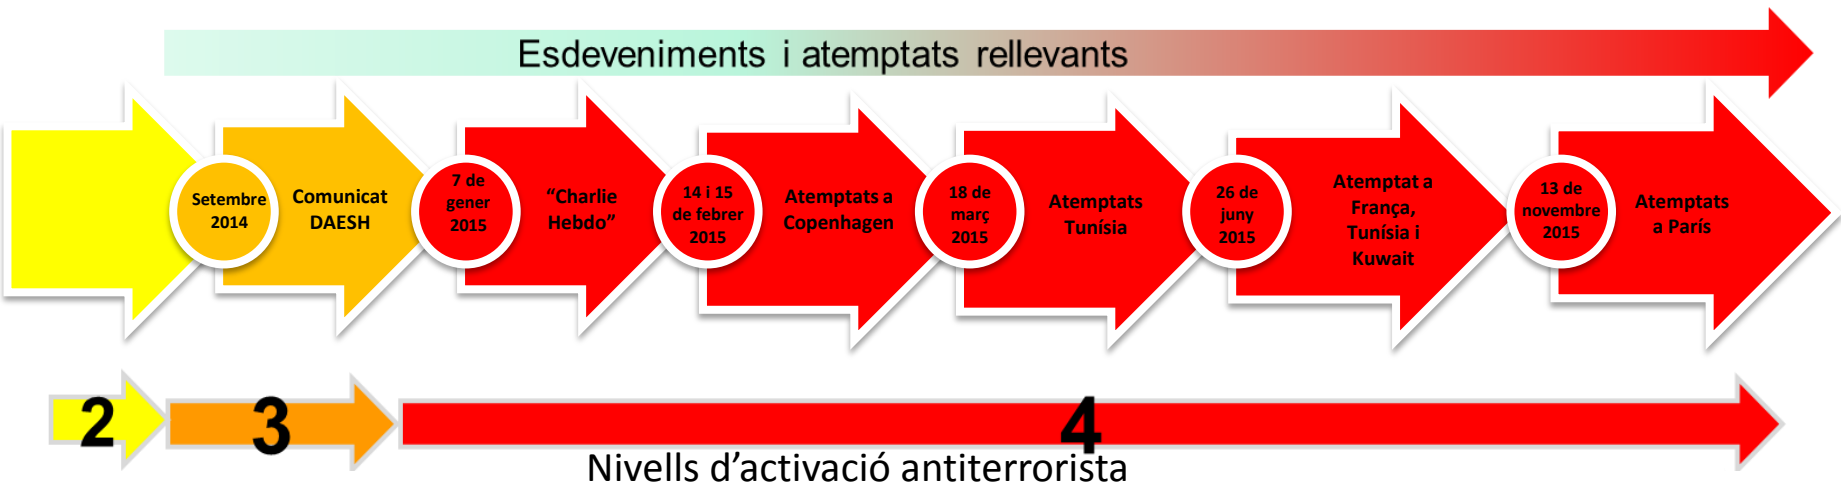 Esdeveniments i atemptats rellevants
Setembre
2014
Comunicat
DAESH
7 de
gener
2015
“Charlie
Hebdo”
14 i 15
de febrer
2015
Atemptats a
Copenhagen
18 de
març
2015
Atemptats
Tunísia
26 de
juny
2015
Atemptat a
França,
Tunísia i
Kuwait
13 de
novembre
2015
Atemptats
a París
2
3
4
Nivells d’activació antiterrorista